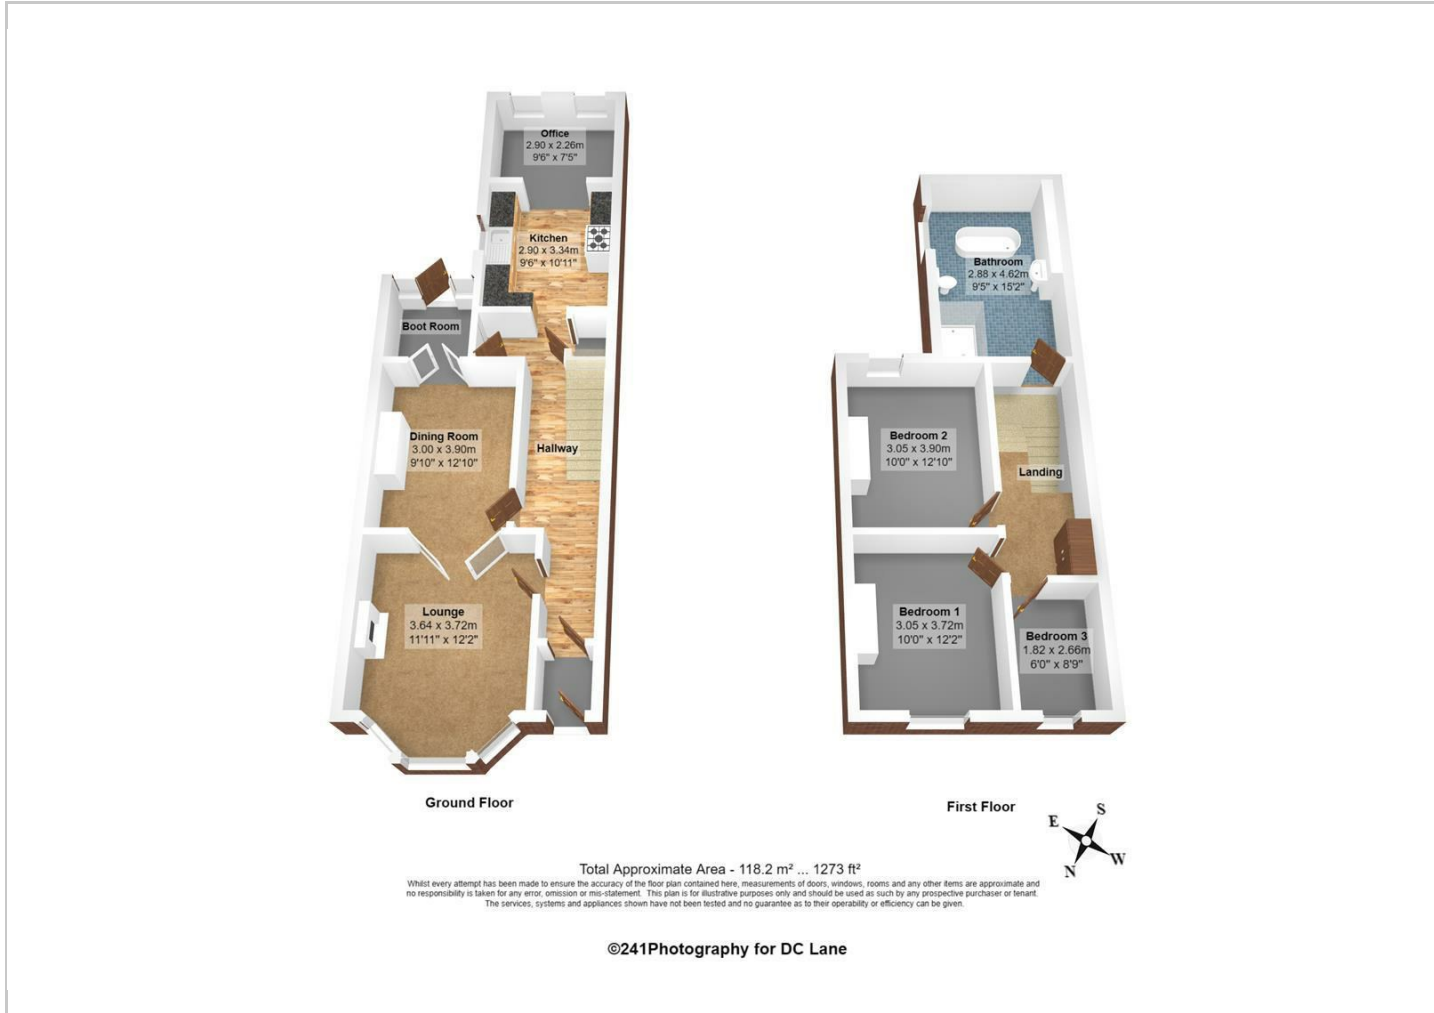 Office
2.90 x 2.26m
9'6" x 7'5"
Kitchen
2.90 x 3.34m
9'6" x 10'11"
Boot Room
Dining Room
3.00 x 3.90m
9'10" x 12'10"
Hallway
Lounge
3.64 x 3.72m
11'11" x 12'2"
Ground Floor
Bathroom
2.88 x 4.62m
9'5" x 15'2"
Bedroom 2
3.05 x 3.90m
10'0" x 12'10"
Landing
Bedroom 1
3.05 x 3.72m
10'0" x 12'2"
Bedroom 3
1.82 x 2.66m
6'0" x 8'9"
First Floor
S
E
W
N
Total Approximate Area - 118.2 m² ... 1273 ft²
Whilst every attempt has been made to ensure the accuracy of the floor plan contained here, measurements of doors, windows, rooms and any other items are approximate and
no responsibility is taken for any error, omission or mis-statement. This plan is for illustrative purposes only and should be used as such by any prospective purchaser or tenant.
The services, systems and appliances shown have not been tested and no guarantee as to their operability or efficiency can be given.
©241Photography for DC Lane